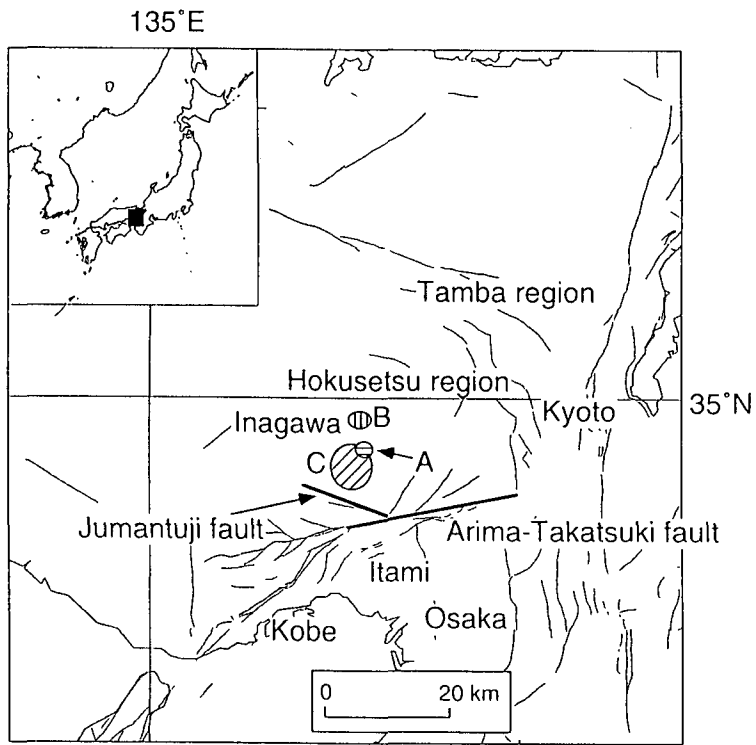 135°E
Tamba region
Hokusetsu region
35°N
Kyoto
Inagawa
B
C
A
Jumantuji fault
Arima-Takatsuki fault
Itami
Kobe
Osaka
0
20 km